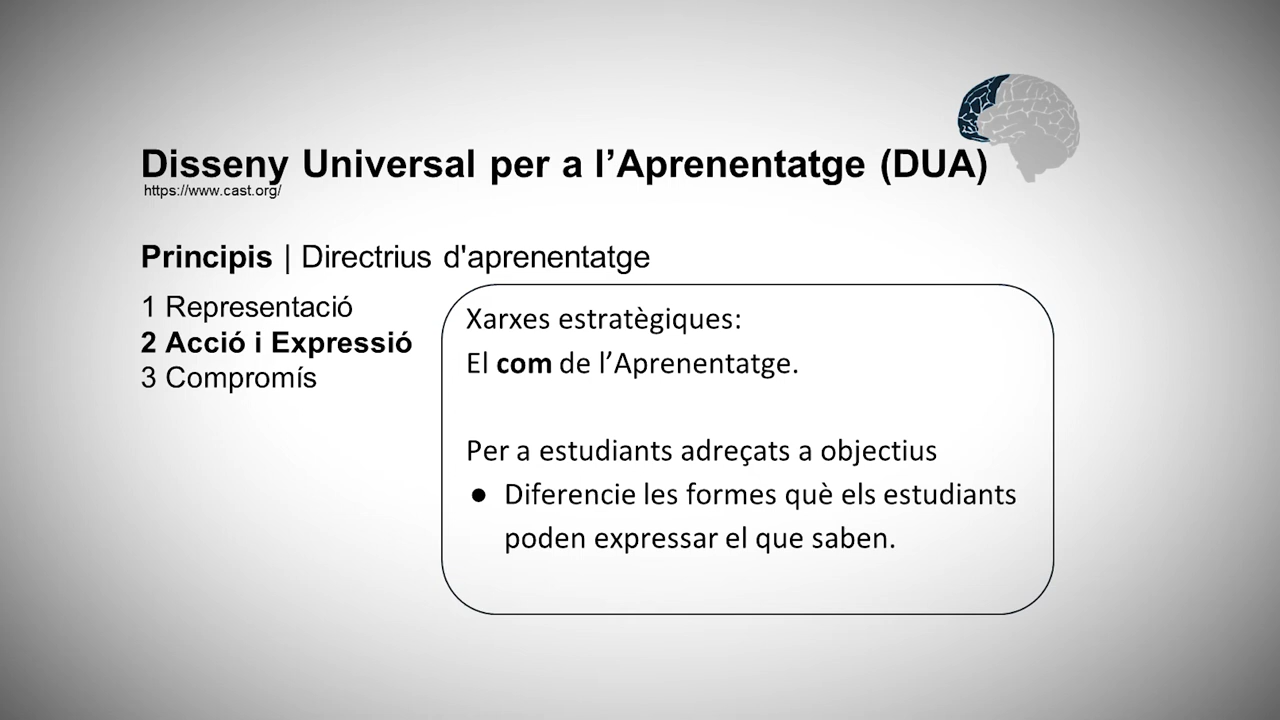 Disseny Universal per a l’Aprenentatge (DUA)
https://www.cast.org/
Principis | Directrius d'aprenentatge
1 Representació
2 Acció i Expressió
3 Compromís
Xarxes estratègiques:
El com de l’Aprenentatge.
Per a estudiants adreçats a objectius
● Diferencie les formes què els estudiants
poden expressar el que saben.